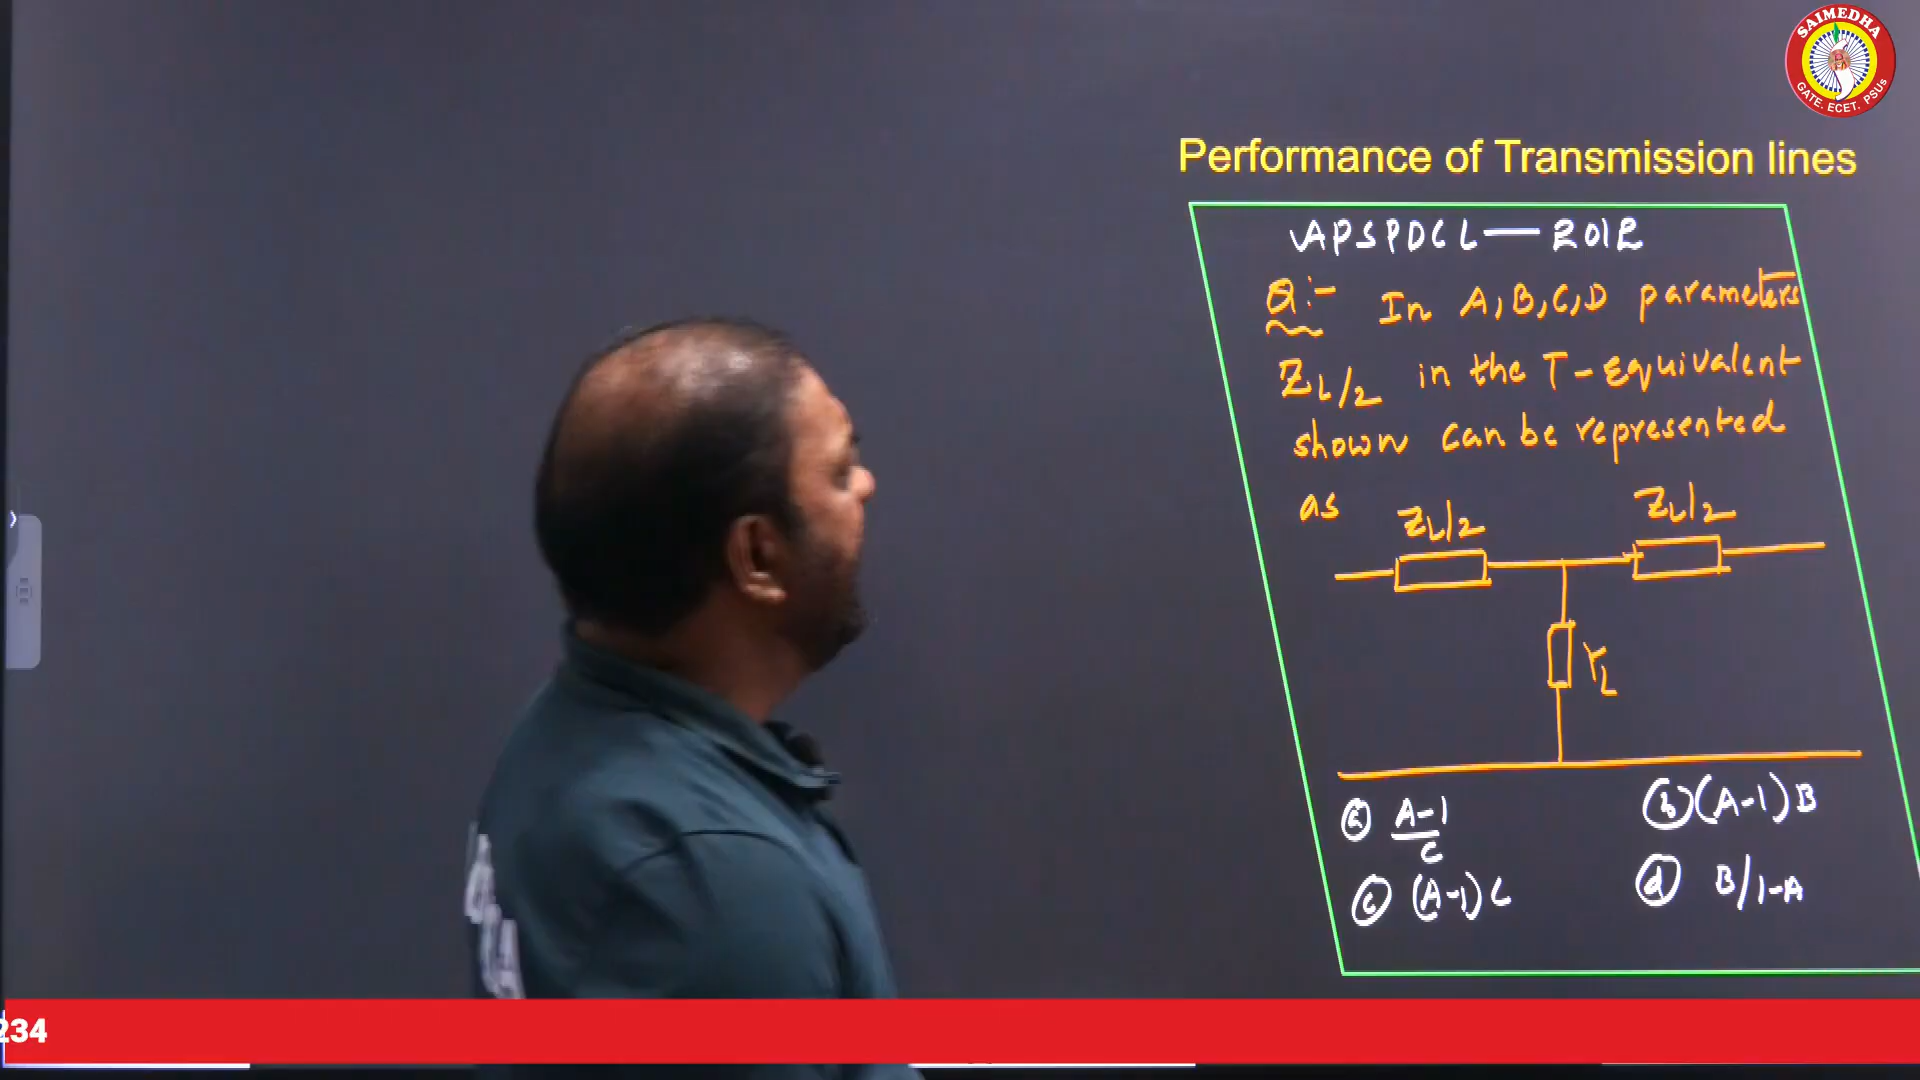 SAIMEDHA
GATE. ECET. PSUs
Performance of Transmission lines
APSPDCL — 2012
Q:- In A, B, C, D parameters
ZL/2 in the T-equivalent
shown can be represented
as
ZL/2
ZL/2
YL
(a) A-1/C
(b) (A-1)B
(c) (A-1)C
(d) B/1-A
234